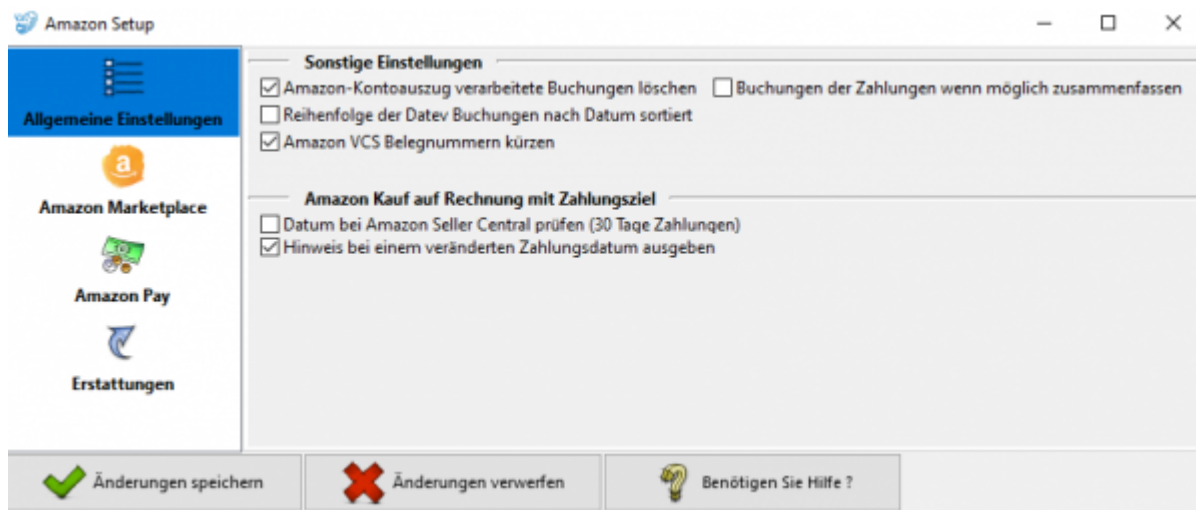 Amazon Setup
Allgemeine Einstellungen
Amazon Marketplace
Amazon Pay
Erstattungen
Sonstige Einstellungen
Amazon-Kontoauszug verarbeitete Buchungen löschen Buchungen der Zahlungen wenn möglich zusammenfassen
Reihenfolge der Datev Buchungen nach Datum sortiert
Amazon VCS Belegnummern kürzen
Amazon Kauf auf Rechnung mit Zahlungsziel
Datum bei Amazon Seller Central prüfen (30 Tage Zahlungen)
Hinweis bei einem veränderten Zahlungsdatum ausgeben
Änderungen speichern Änderungen verwerfen Benötigen Sie Hilfe ?